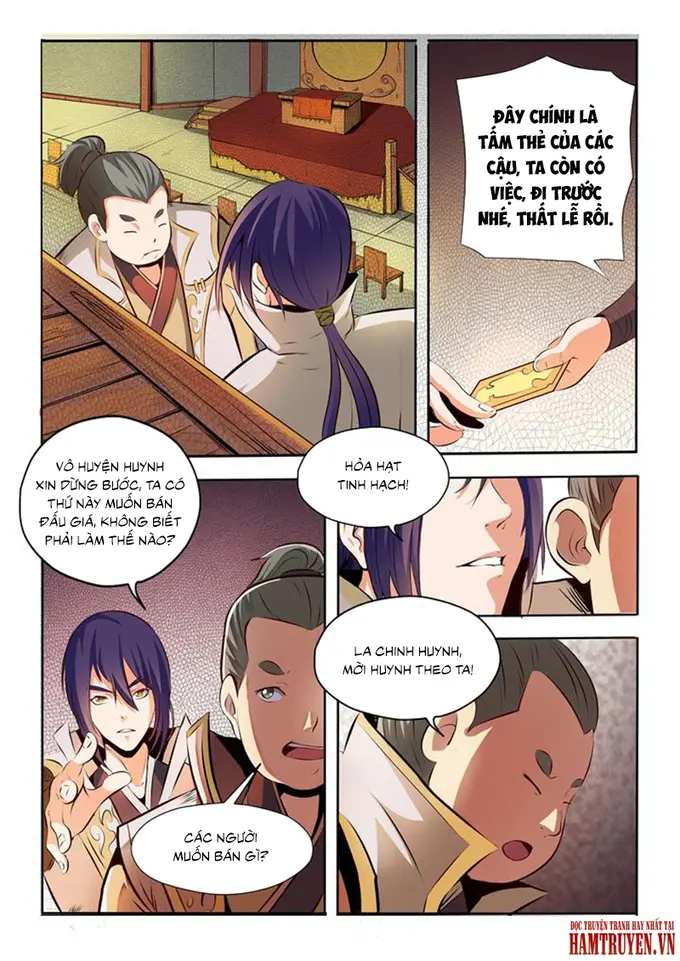 ĐÂY CHÍNH LÀ
TẤM THẺ CỦA CÁC
CẬU, TA CÒN CÓ
VIỆC, ĐI TRƯỚC
NHÉ, THẤT LỄ RỒI.
VÔ HUYỆN HUYNH
XIN DỪNG BƯỚC, TA CÓ
THỨ NÀY MUỐN BÁN
ĐẤU GIÁ, KHÔNG BIẾT
PHẢI LÀM THẾ NÀO?
HỎA HẠT
TINH HẠCH!
LA CHINH HUYNH,
MỜI HUYNH THEO TA!
CÁC NGƯỜI
MUỐN BÁN GÌ?
ĐỌC TRUYỆN TRANH HAY NHẤT TẠI
HAMTRUYEN.VN